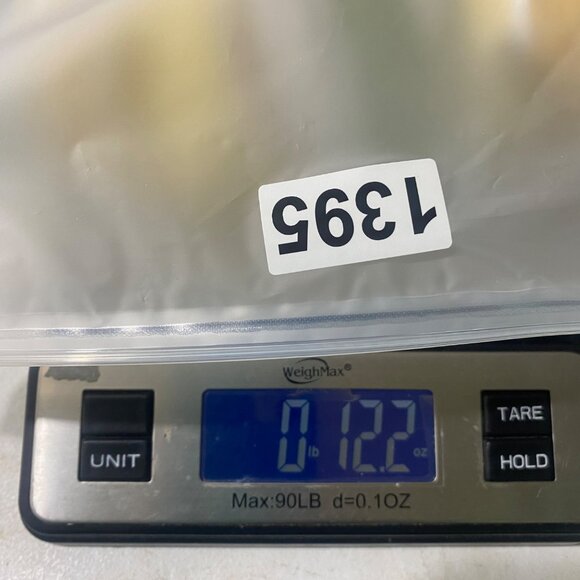 1395
WeighMax®
UNIT
0 lb 12.2 oz
TARE
HOLD
Max:90LB d=0.1OZ